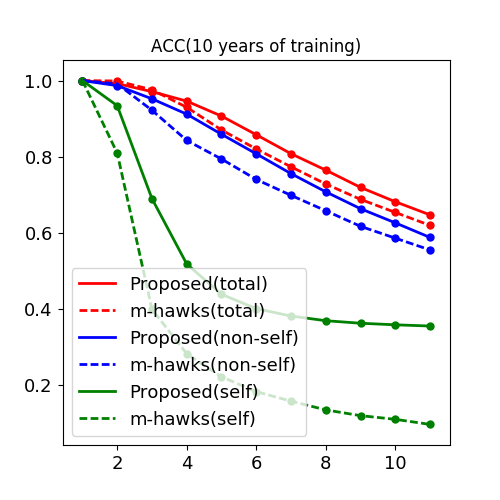 ACC(10 years of training)
1.0
0.8
0.6
0.4
0.2
Proposed(total)
m-hawks(total)
Proposed(non-self)
m-hawks(non-self)
Proposed(self)
m-hawks(self)
2 4 6 8 10